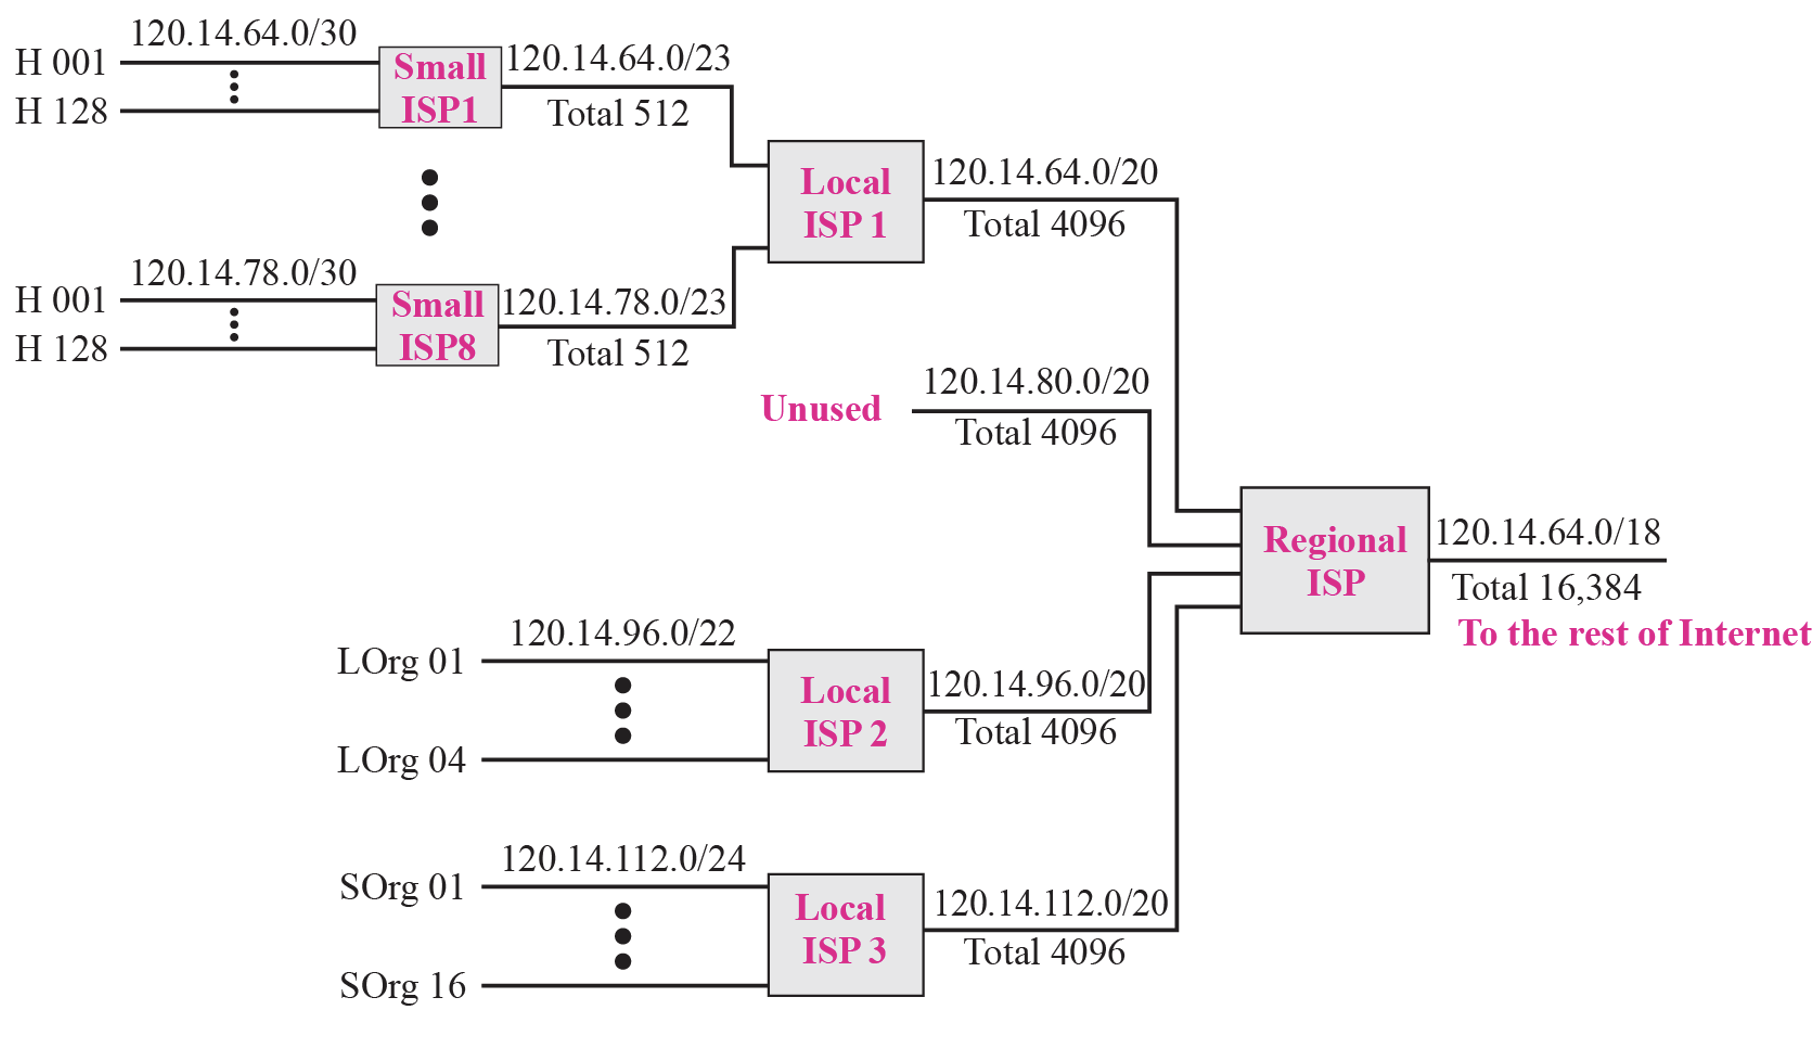 120.14.64.0/30
H 001
H 128
Small
ISP1
120.14.64.0/23
Total 512
120.14.78.0/30
H 001
H 128
Small
ISP8
120.14.78.0/23
Total 512
Local
ISP 1
120.14.64.0/20
Total 4096
Unused
120.14.80.0/20
Total 4096
LOrg 01
120.14.96.0/22
LOrg 04
Local
ISP 2
120.14.96.0/20
Total 4096
SOrg 01
120.14.112.0/24
SOrg 16
Local
ISP 3
120.14.112.0/20
Total 4096
Regional
ISP
120.14.64.0/18
Total 16,384
To the rest of Internet